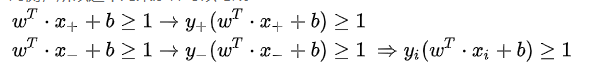 w^T · x_+ + b ≥ 1 → y_+(w^T · x_+ + b) ≥ 1
w^T · x_− + b ≥ 1 → y_−(w^T · x_− + b) ≥ 1 ⇒ y_i(w^T · x_i + b) ≥ 1